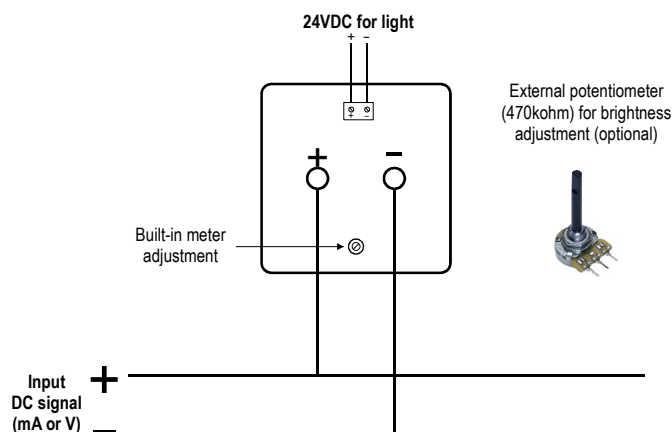 24VDC for light
+ −
+ −
External potentiometer
(470kohm) for brightness
adjustment (optional)
+ −
Built-in meter
adjustment
Input
DC signal
(mA or V)
+
−